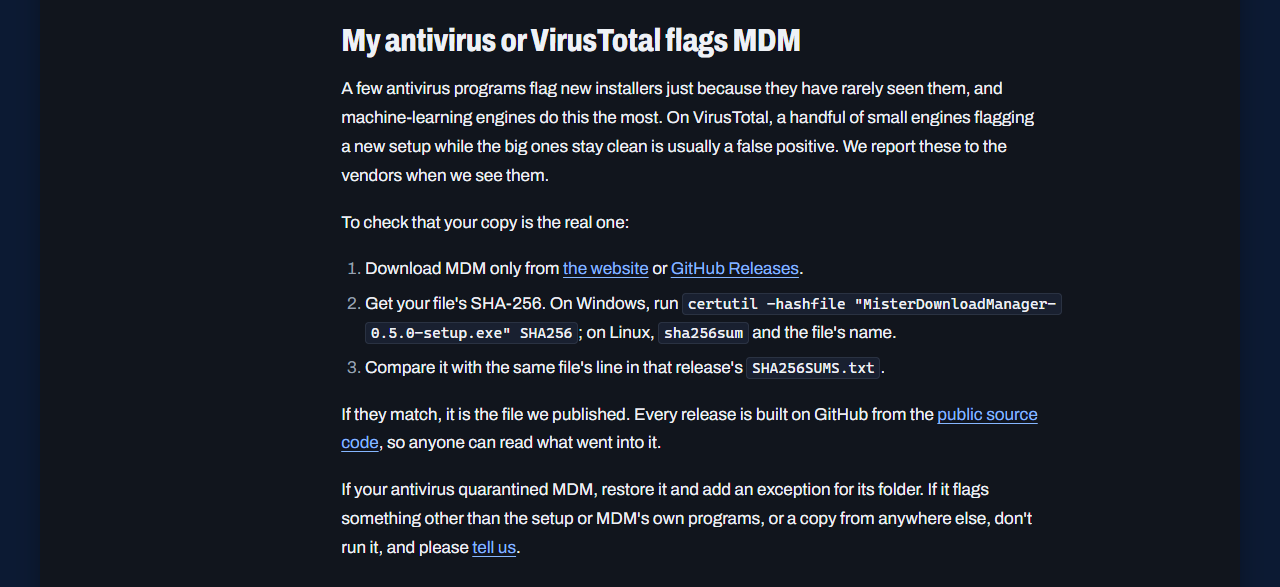 My antivirus or VirusTotal flags MDM
A few antivirus programs flag new installers just because they have rarely seen them, and
machine-learning engines do this the most. On VirusTotal, a handful of small engines flagging
a new setup while the big ones stay clean is usually a false positive. We report these to the
vendors when we see them.
To check that your copy is the real one:
1. Download MDM only from the website or GitHub Releases.
2. Get your file's SHA-256. On Windows, run certutil -hashfile "MisterDownloadManager-
0.5.0-setup.exe" SHA256; on Linux, sha256sum and the file's name.
3. Compare it with the same file's line in that release's SHA256SUMS.txt.
If they match, it is the file we published. Every release is built on GitHub from the public source
code, so anyone can read what went into it.
If your antivirus quarantined MDM, restore it and add an exception for its folder. If it flags
something other than the setup or MDM's own programs, or a copy from anywhere else, don't
run it, and please tell us.